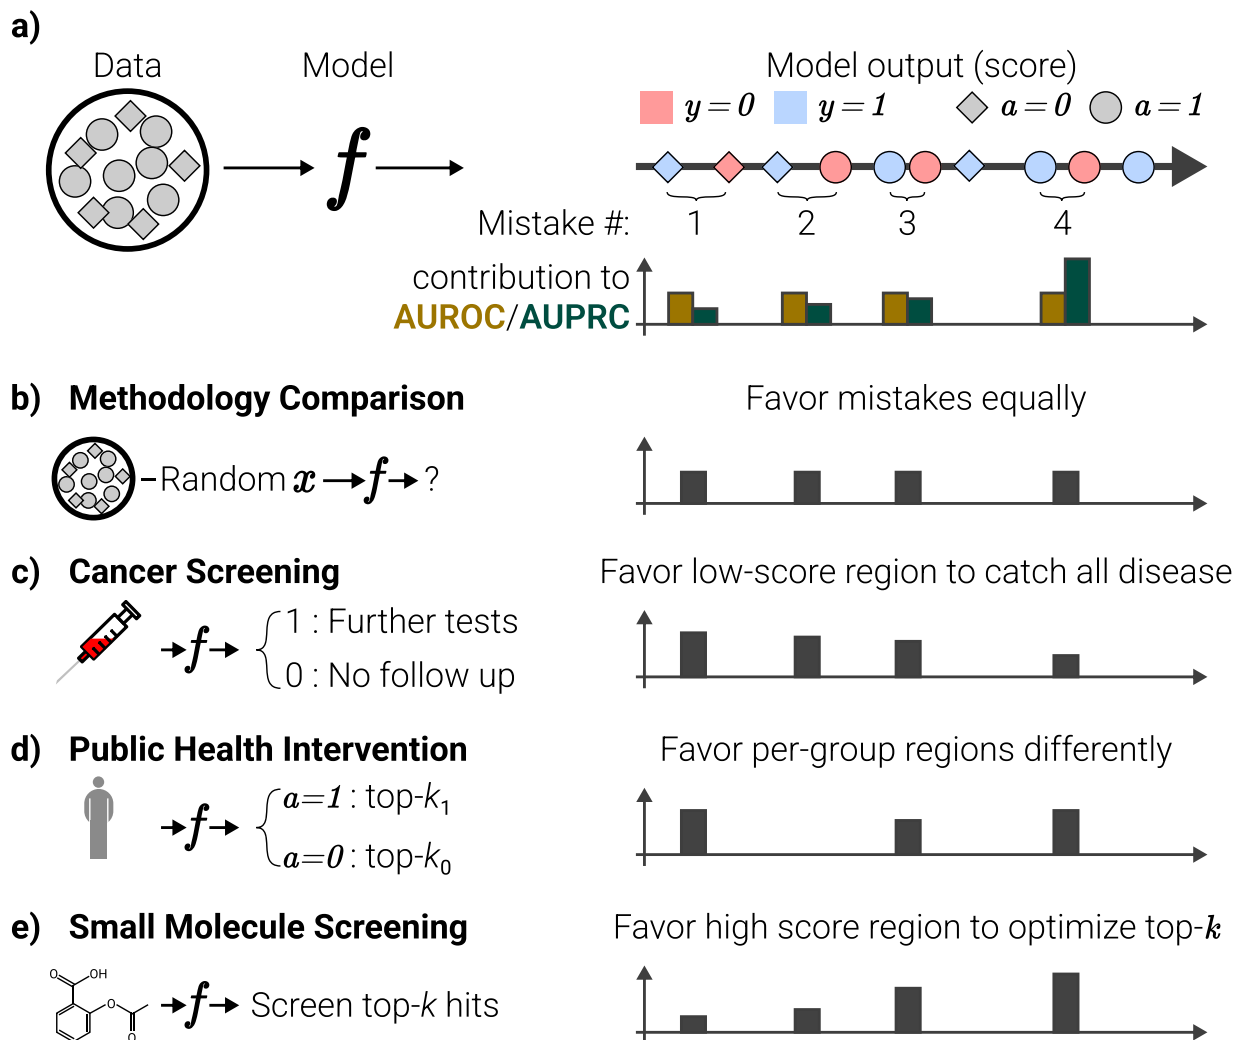 a)
Data
Model
Model output (score)
y = 0
y = 1
a = 0
a = 1
f
Mistake #:
1
2
3
4
contribution to
AUROC/AUPRC
b) Methodology Comparison
Favor mistakes equally
Random x f ?
c) Cancer Screening
Favor low-score region to catch all disease
f
1 : Further tests
0 : No follow up
d) Public Health Intervention
Favor per-group regions differently
f
a=1 : top-k₁
a=0 : top-k₀
e) Small Molecule Screening
Favor high score region to optimize top-k
O
OH
O
O
f
Screen top-k hits